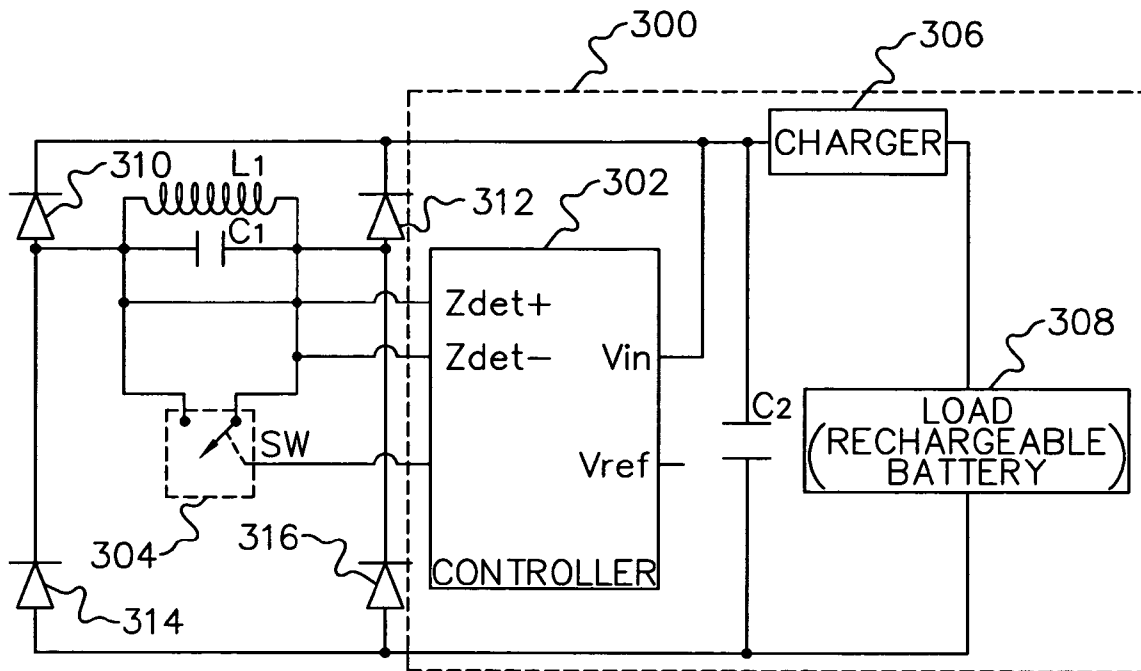 300
306
CHARGER
310
L1
312
302
C1
Zdet+
Zdet-
Vin
308
C2
LOAD
(RECHARGEABLE)
BATTERY
SW
Vref
304
316
CONTROLLER
314